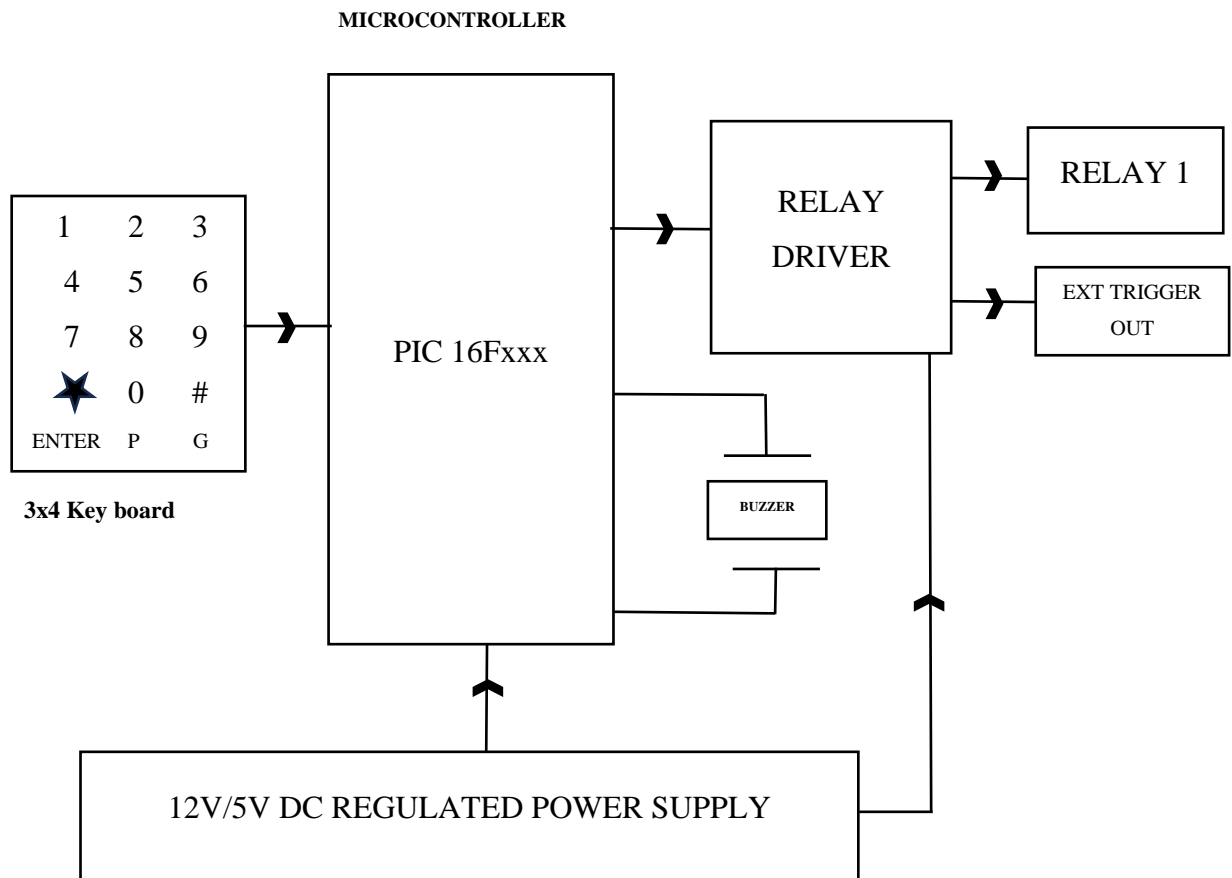 MICROCONTROLLER
1 2 3
4 5 6
7 8 9
0 #
ENTER P G
3x4 Key board
PIC 16Fxxx
RELAY
DRIVER
RELAY 1
EXT TRIGGER
OUT
BUZZER
12V/5V DC REGULATED POWER SUPPLY